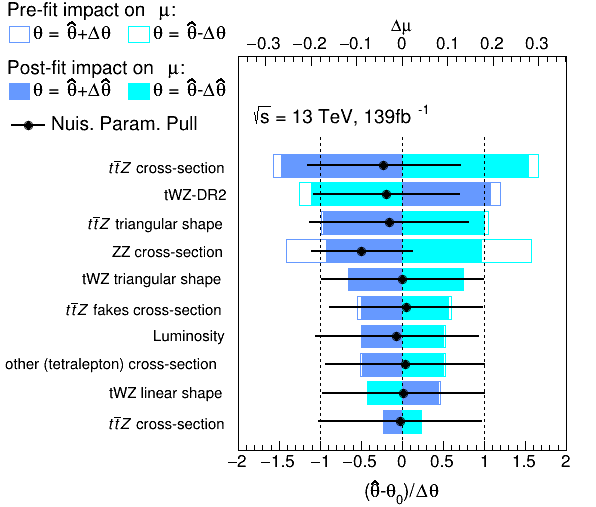 Pre-fit impact on μ:
θ = θ̂+Δθ θ = θ̂-Δθ
Post-fit impact on μ:
θ = θ̂+Δθ̂ θ = θ̂-Δθ̂
Nuis. Param. Pull
Δμ
−0.3 −0.2 −0.1 0 0.1 0.2 0.3
√s = 13 TeV, 139fb⁻¹
tt̄Z cross-section
tWZ-DR2
tt̄Z triangular shape
ZZ cross-section
tWZ triangular shape
tt̄Z fakes cross-section
Luminosity
other (tetralepton) cross-section
tWZ linear shape
tt̄Z cross-section
−2 −1.5 −1 −0.5 0 0.5 1 1.5 2
(θ̂-θ₀)/Δθ